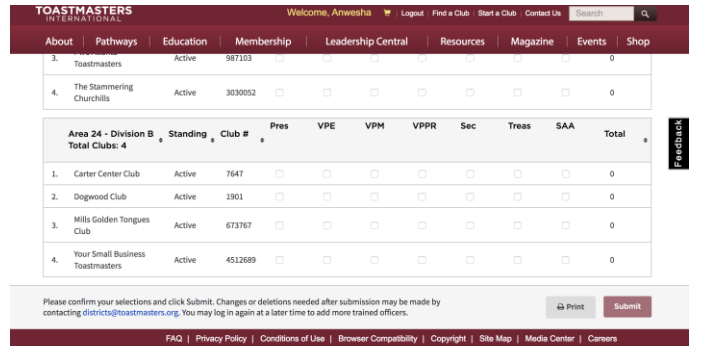 TOASTMASTERS
INTERNATIONAL
Welcome, Anwesha | Logout | Find a Club | Start a Club | Contact Us Search
About | Pathways | Education | Membership | Leadership Central | Resources | Magazine | Events | Shop
3. Toastmasters Active 987103 0
4. The Stammering Churchills Active 3030052 0
Area 24 - Division B Total Clubs: 4 Standing Club # Pres VPE VPM VPPR Sec Treas SAA Total
1. Carter Center Club Active 7647 0
2. Dogwood Club Active 1901 0
3. Mills Golden Tongues Club Active 673767 0
4. Your Small Business Toastmasters Active 4512689 0
Feedback
Please confirm your selections and click Submit. Changes or deletions needed after submission may be made by
contacting districts@toastmasters.org. You may log in again at a later time to add more trained officers.
Print Submit
FAQ | Privacy Policy | Conditions of Use | Browser Compatibility | Copyright | Site Map | Media Center | Careers